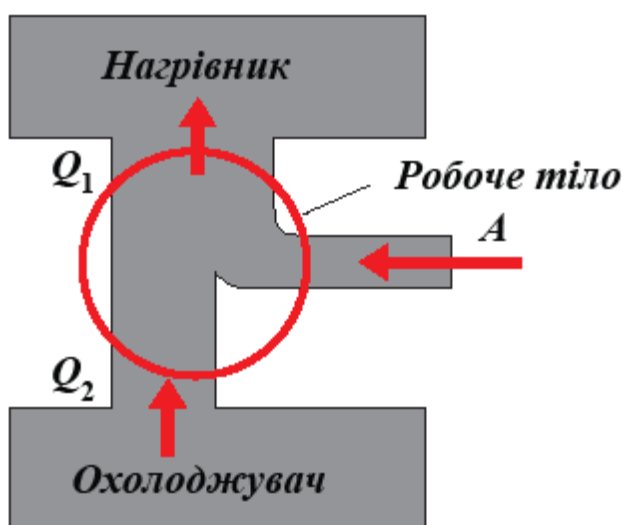 Нагрівник
Q1
Робоче тіло
A
Q2
Охолоджувач